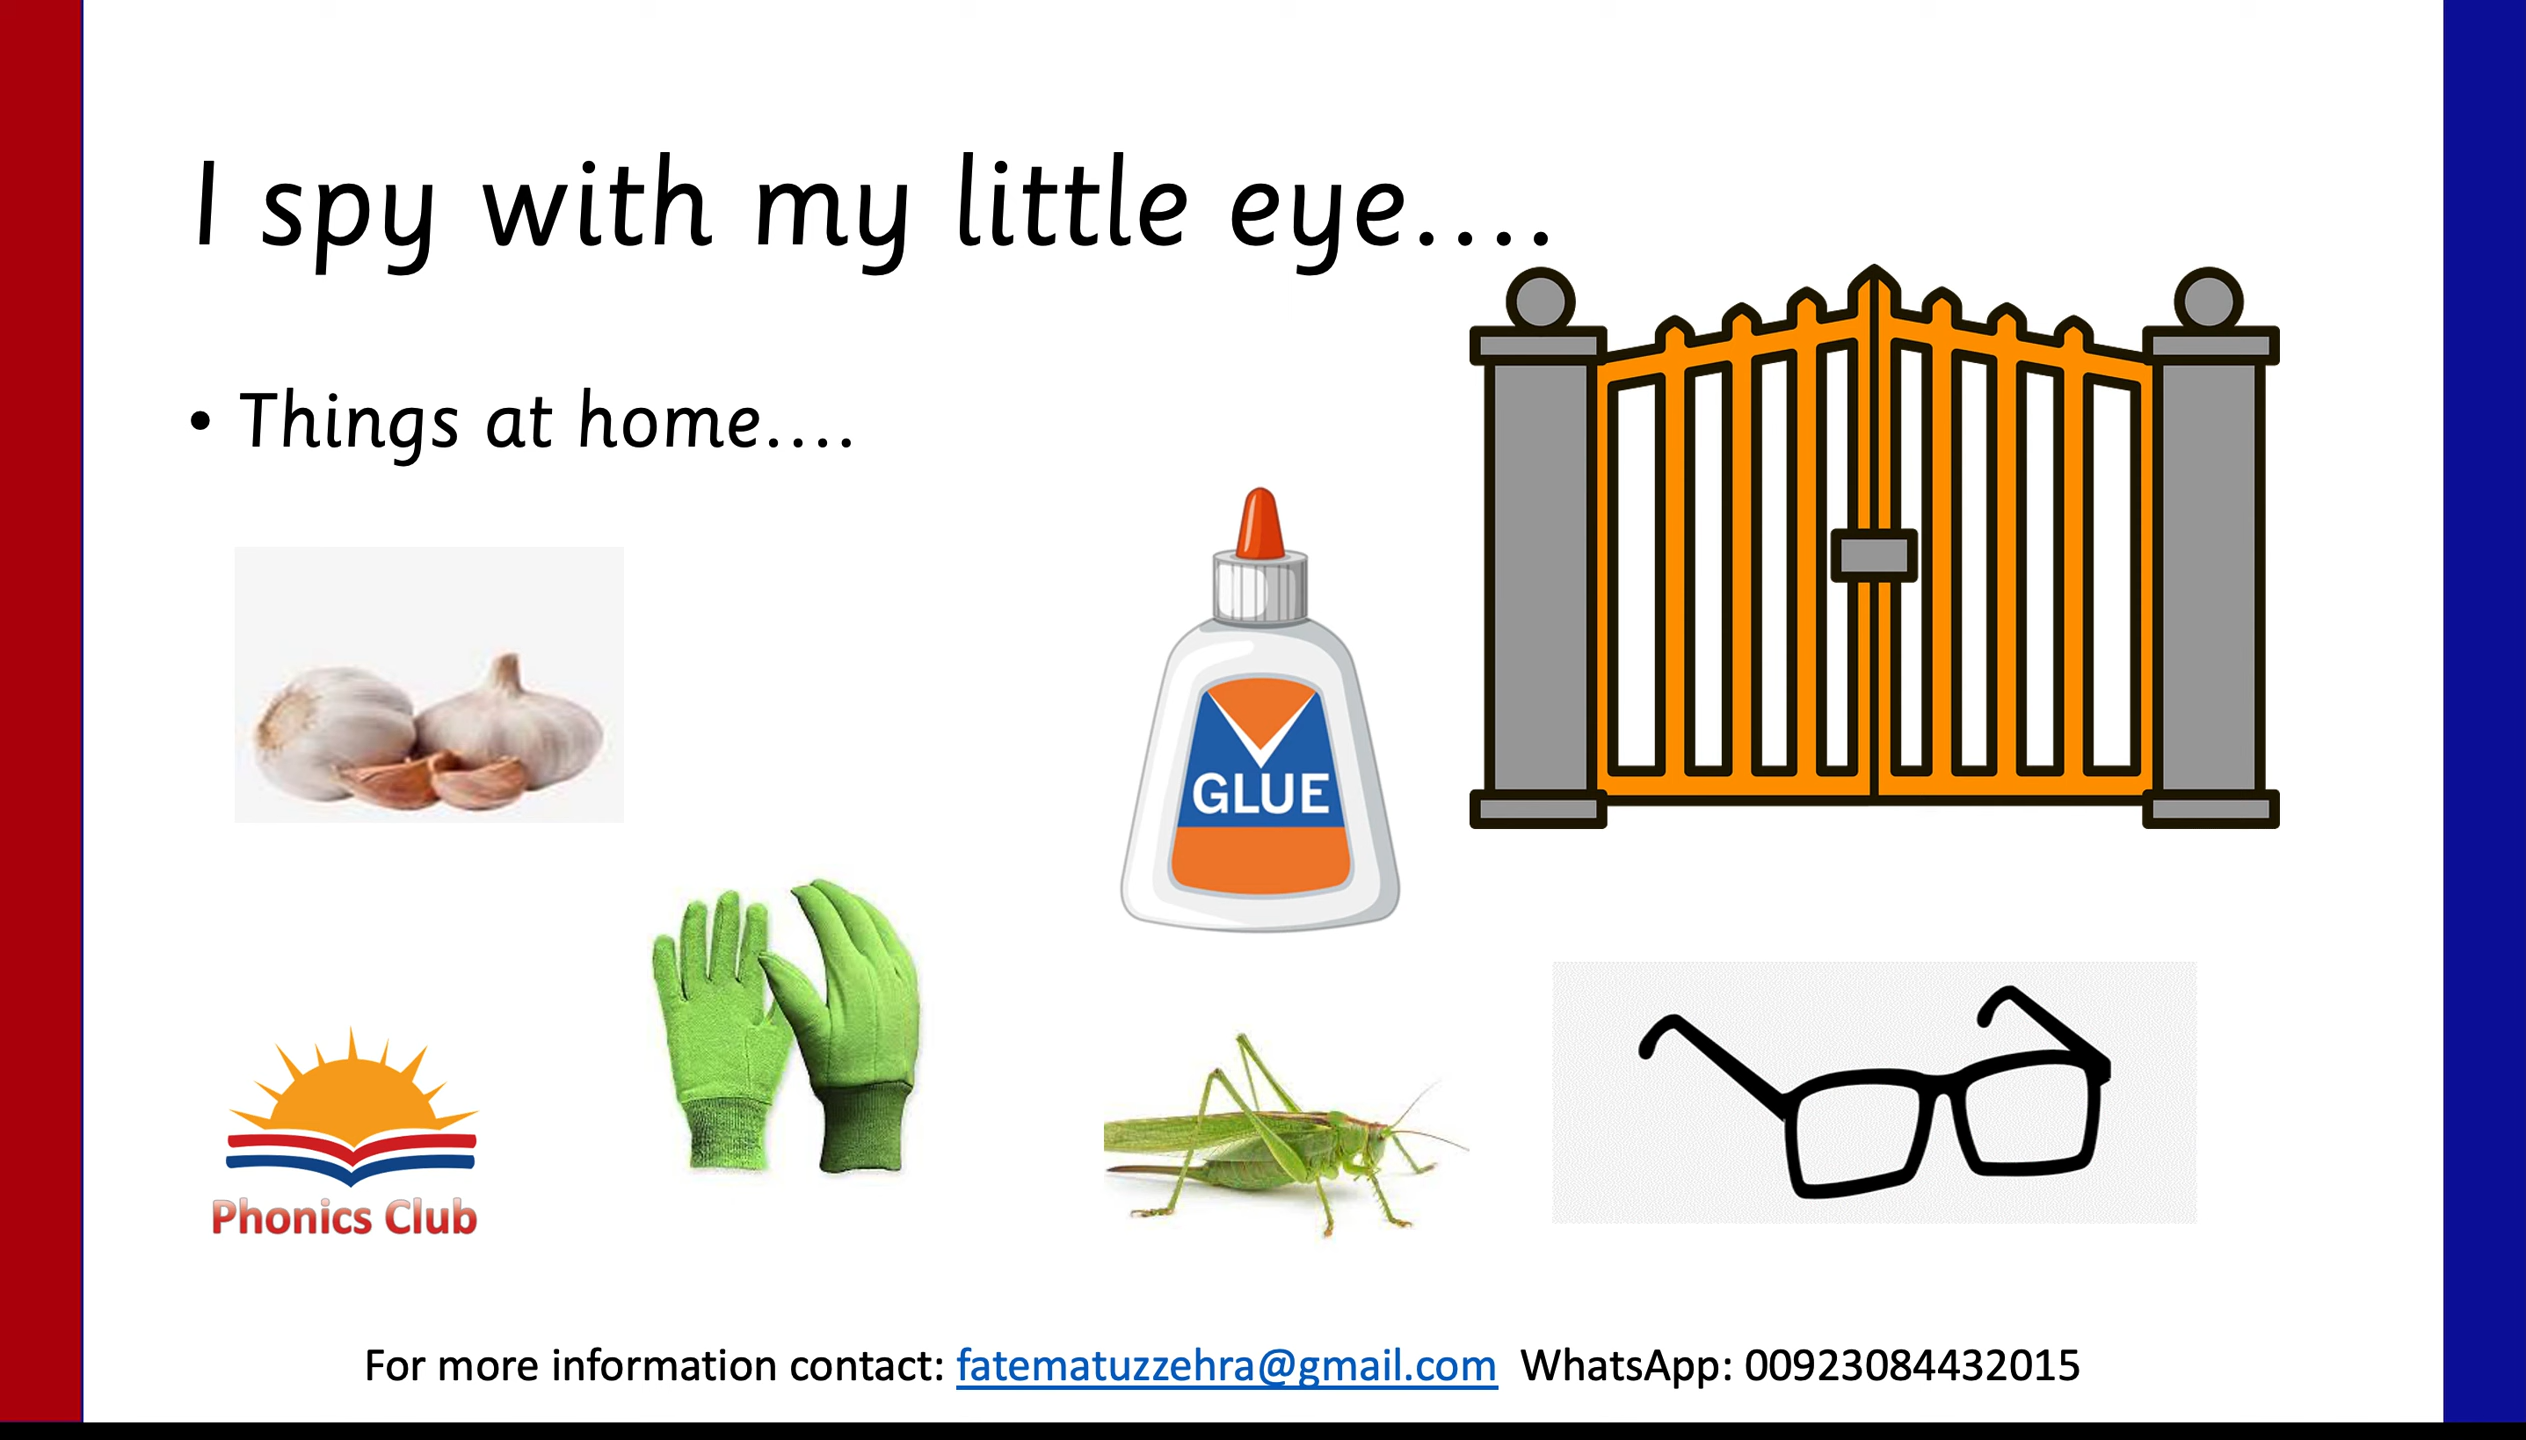 I spy with my little eye....
• Things at home....
GLUE
Phonics Club
For more information contact: fatematuzzehra@gmail.com WhatsApp: 00923084432015